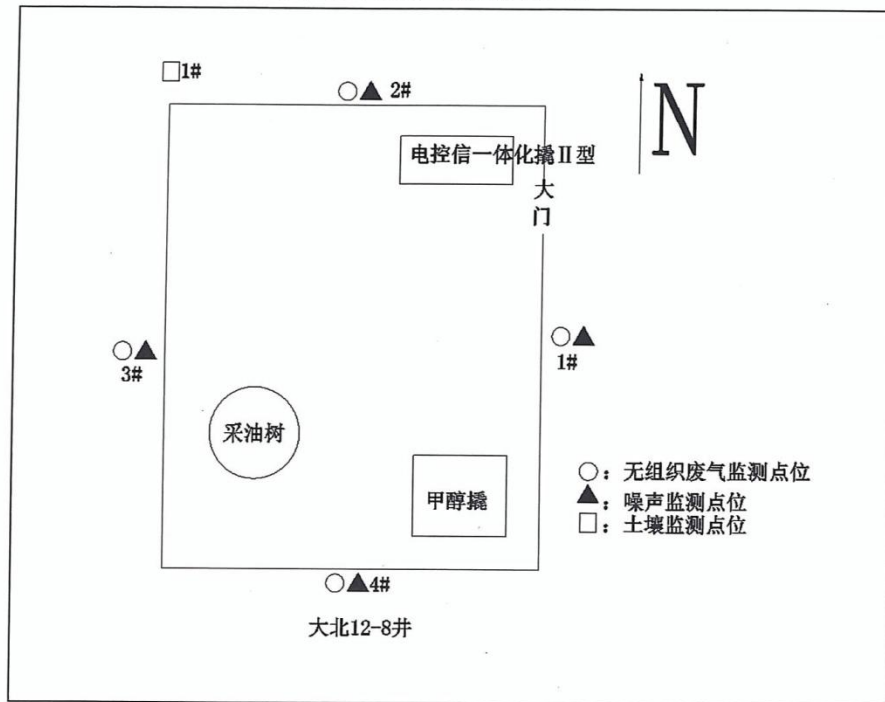 1#
2#
N
电控信一体化撬Ⅱ型
大
门
3#
1#
采油树
甲醇撬
○：无组织废气监测点位
▲：噪声监测点位
□：土壤监测点位
4#
大北12-8井